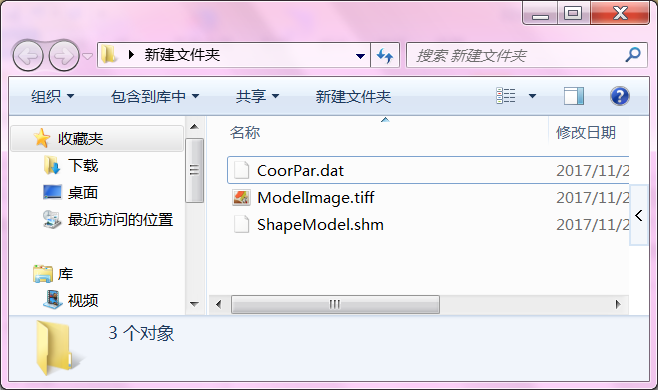 新建文件夹
搜索 新建文件夹
组织 包含到库中 共享 新建文件夹
收藏夹
下载
桌面
最近访问的位置
库
视频
名称 修改日期
CoorPar.dat 2017/11/2
ModelImage.tiff 2017/11/2
ShapeModel.shm 2017/11/2
3 个对象